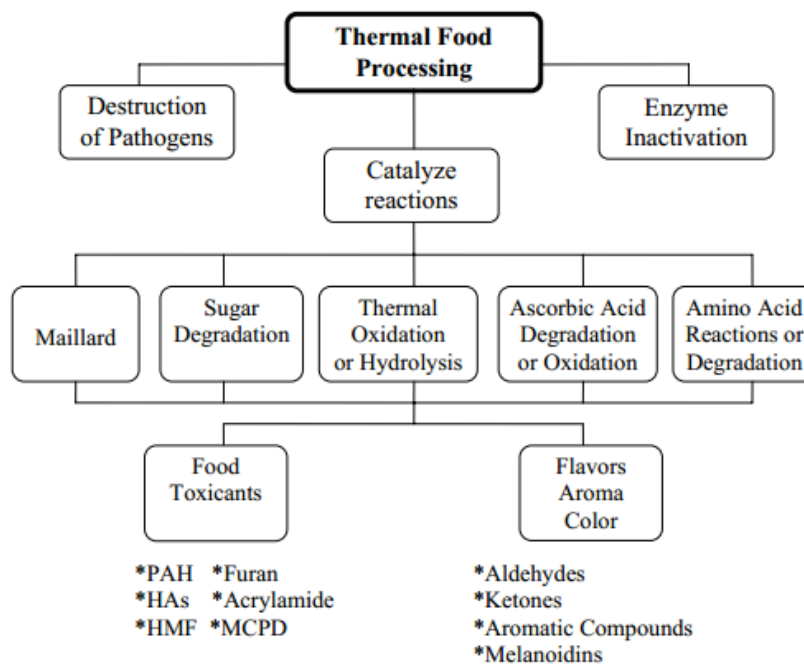 Thermal Food
Processing
Destruction
of Pathogens
Enzyme
Inactivation
Catalyze
reactions
Maillard
Sugar
Degradation
Thermal
Oxidation
or Hydrolysis
Ascorbic Acid
Degradation
or Oxidation
Amino Acid
Reactions or
Degradation
Food
Toxicants
Flavors
Aroma
Color
*PAH *Furan
*HAs *Acrylamide
*HMF *MCPD
*Aldehydes
*Ketones
*Aromatic Compounds
*Melanoidins